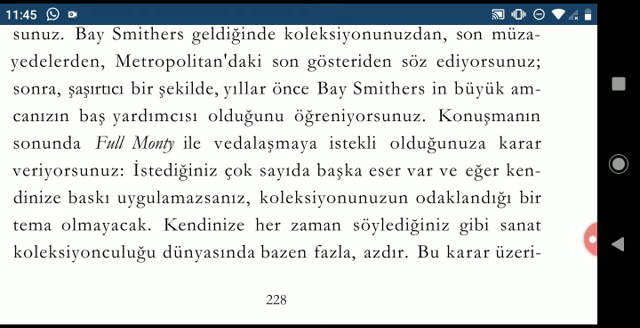 11:45
sunuz. Bay Smithers geldiğinde koleksiyonunuzdan, son müza-
yedelerden, Metropolitan'daki son gösteriden söz ediyorsunuz;
sonra, şaşırtıcı bir şekilde, yıllar önce Bay Smithers in büyük am-
canızın baş yardımcısı olduğunu öğreniyorsunuz. Konuşmanın
sonunda Full Monty ile vedalaşmaya istekli olduğunuza karar
veriyorsunuz: İstediğiniz çok sayıda başka eser var ve eğer ken-
dinize baskı uygulamazsanız, koleksiyonunuzun odaklandığı bir
tema olmayacak. Kendinize her zaman söylediğiniz gibi sanat
koleksiyonculuğu dünyasında bazen fazla, azdır. Bu karar üzeri-
228